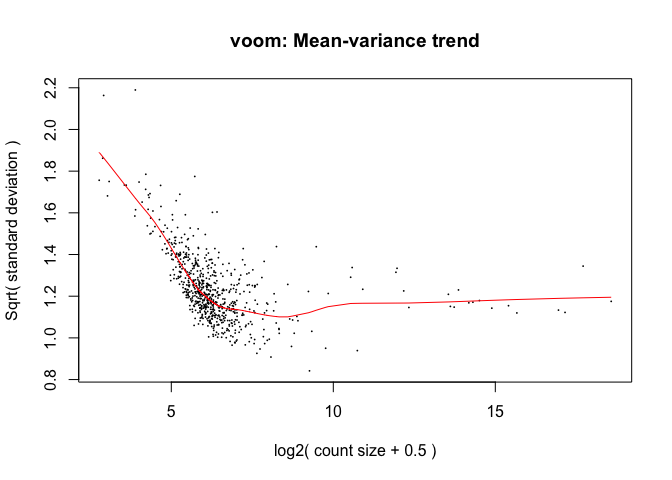 voom: Mean-variance trend
Sqrt( standard deviation )
2.2
2.0
1.8
1.6
1.4
1.2
1.0
0.8
5 10 15
log2( count size + 0.5 )